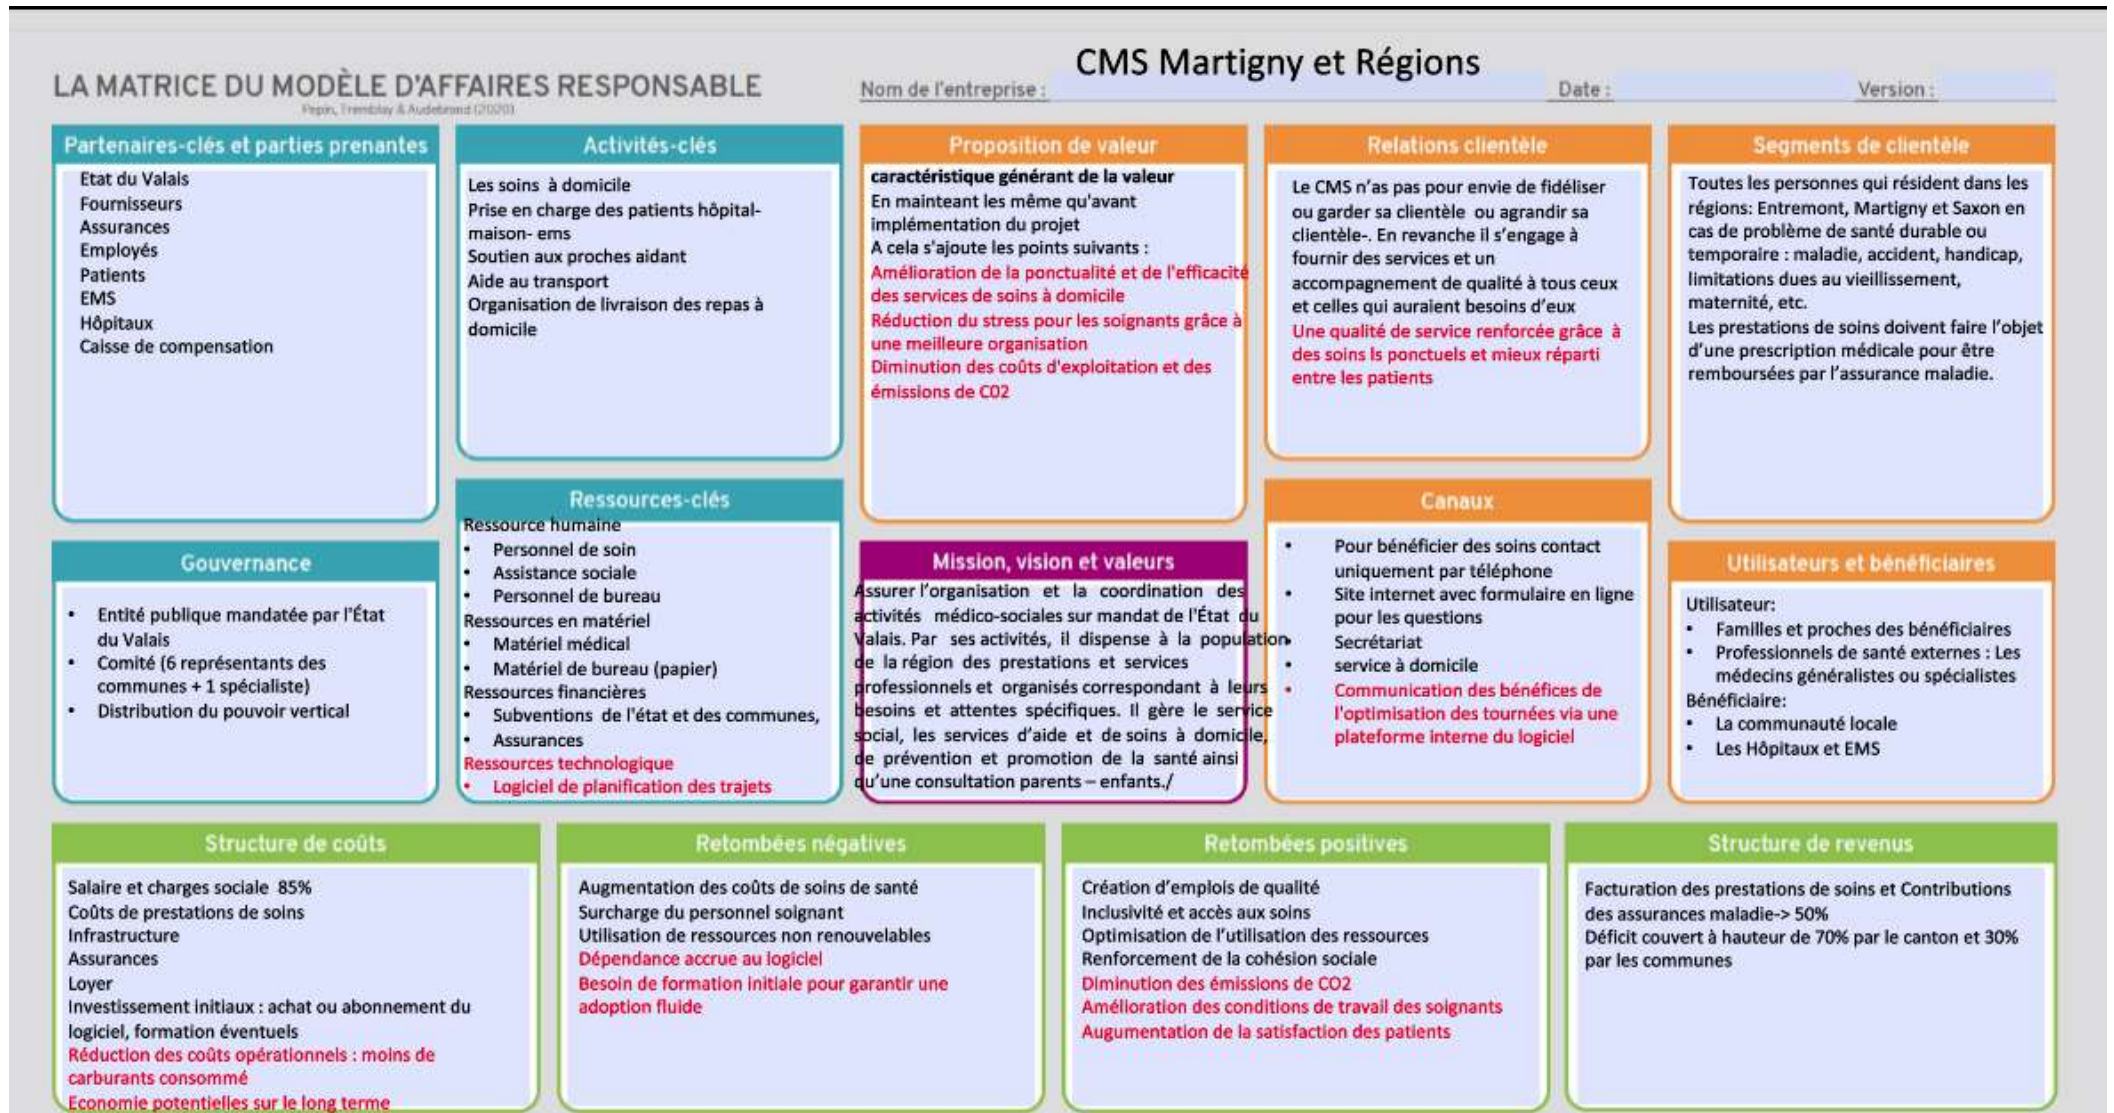 CMS Martigny et Régions
LA MATRICE DU MODÈLE D'AFFAIRES RESPONSABLE
Pepin, Tremblay & Audebrand (2020)
Nom de l'entreprise :
Date :
Version :
Partenaires-clés et parties prenantes
Etat du Valais
Fournisseurs
Assurances
Employés
Patients
EMS
Hôpitaux
Caisse de compensation
Activités-clés
Les soins à domicile
Prise en charge des patients hôpital-
maison- ems
Soutien aux proches aidant
Aide au transport
Organisation de livraison des repas à
domicile
Proposition de valeur
caractéristique générant de la valeur
En mainteant les même qu'avant
implémentation du projet
A cela s'ajoute les points suivants :
Amélioration de la ponctualité et de l'efficacité
des services de soins à domicile
Réduction du stress pour les soignants grâce à
une meilleure organisation
Diminution des coûts d'exploitation et des
émissions de C02
Relations clientèle
Le CMS n'as pas pour envie de fidéliser
ou garder sa clientèle ou agrandir sa
clientèle-. En revanche il s'engage à
fournir des services et un
accompagnement de qualité à tous ceux
et celles qui auraient besoins d'eux
Une qualité de service renforcée grâce à
des soins ls ponctuels et mieux réparti
entre les patients
Segments de clientèle
Toutes les personnes qui résident dans les
régions: Entremont, Martigny et Saxon en
cas de problème de santé durable ou
temporaire : maladie, accident, handicap,
limitations dues au vieillissement,
maternité, etc.
Les prestations de soins doivent faire l'objet
d'une prescription médicale pour être
remboursées par l'assurance maladie.
Gouvernance
• Entité publique mandatée par l'État
du Valais
• Comité (6 représentants des
communes + 1 spécialiste)
• Distribution du pouvoir vertical
Ressources-clés
Ressource humaine
• Personnel de soin
• Assistance sociale
• Personnel de bureau
Ressources en matériel
• Matériel médical
• Matériel de bureau (papier)
Ressources financières
• Subventions de l'état et des communes,
• Assurances
Ressources technologique
• Logiciel de planification des trajets
Mission, vision et valeurs
Assurer l'organisation et la coordination des
activités médico-sociales sur mandat de l'État du
Valais. Par ses activités, il dispense à la population
de la région des prestations et services
professionnels et organisés correspondant à leurs
besoins et attentes spécifiques. Il gère le service
social, les services d'aide et de soins à domicile,
de prévention et promotion de la santé ainsi
qu'une consultation parents – enfants./
Canaux
• Pour bénéficier des soins contact
uniquement par téléphone
• Site internet avec formulaire en ligne
pour les questions
• Secrétariat
• service à domicile
• Communication des bénéfices de
l'optimisation des tournées via une
plateforme interne du logiciel
Utilisateurs et bénéficiaires
Utilisateur:
• Familles et proches des bénéficiaires
• Professionnels de santé externes : Les
médecins généralistes ou spécialistes
Bénéficiaire:
• La communauté locale
• Les Hôpitaux et EMS
Structure de coûts
Salaire et charges sociale 85%
Coûts de prestations de soins
Infrastructure
Assurances
Loyer
Investissement initiaux : achat ou abonnement du
logiciel, formation éventuels
Réduction des coûts opérationnels : moins de
carburants consommé
Economie potentielles sur le long terme
Retombées négatives
Augmentation des coûts de soins de santé
Surcharge du personnel soignant
Utilisation de ressources non renouvelables
Dépendance accrue au logiciel
Besoin de formation initiale pour garantir une
adoption fluide
Retombées positives
Création d'emplois de qualité
Inclusivité et accès aux soins
Optimisation de l'utilisation des ressources
Renforcement de la cohésion sociale
Diminution des émissions de CO2
Amélioration des conditions de travail des soignants
Augumentation de la satisfaction des patients
Structure de revenus
Facturation des prestations de soins et Contributions
des assurances maladie-> 50%
Déficit couvert à hauteur de 70% par le canton et 30%
par les communes